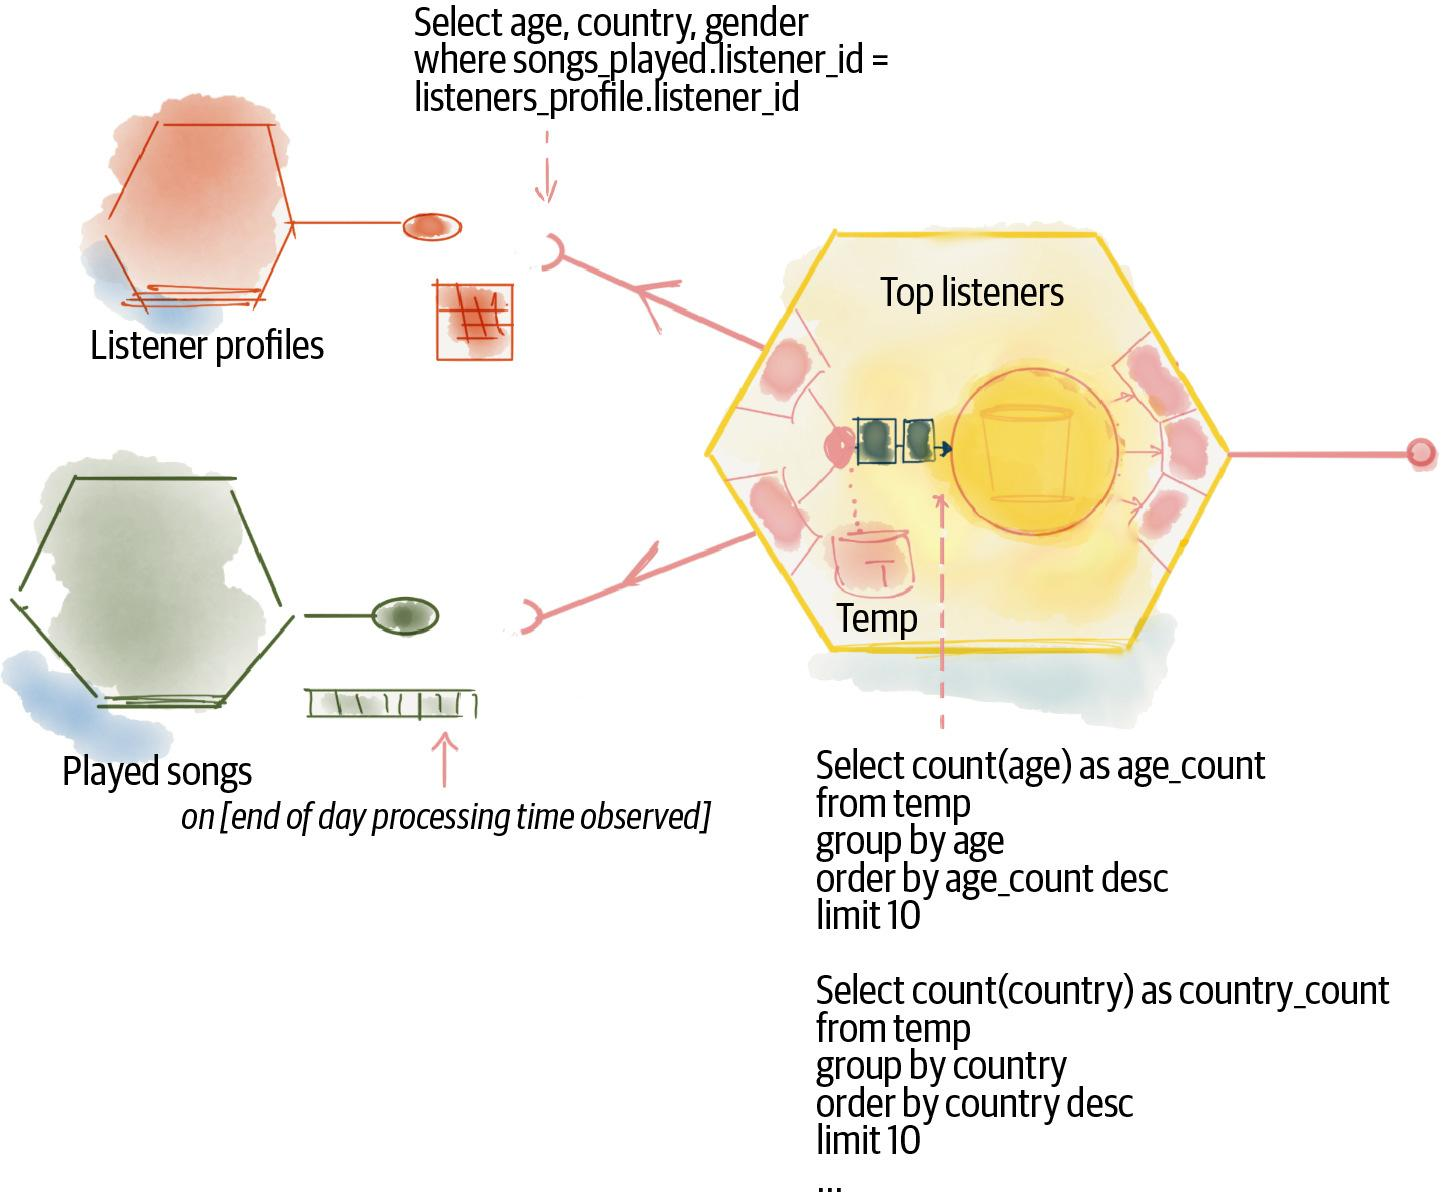 Select age, country, gender
where songs_played.listener_id =
listeners_profile.listener_id
Listener profiles
Top listeners
T
Temp
Played songs
on [end of day processing time observed]
Select count(age) as age_count
from temp
group by age
order by age_count desc
limit 10
Select count(country) as country_count
from temp
group by country
order by country desc
limit 10
...